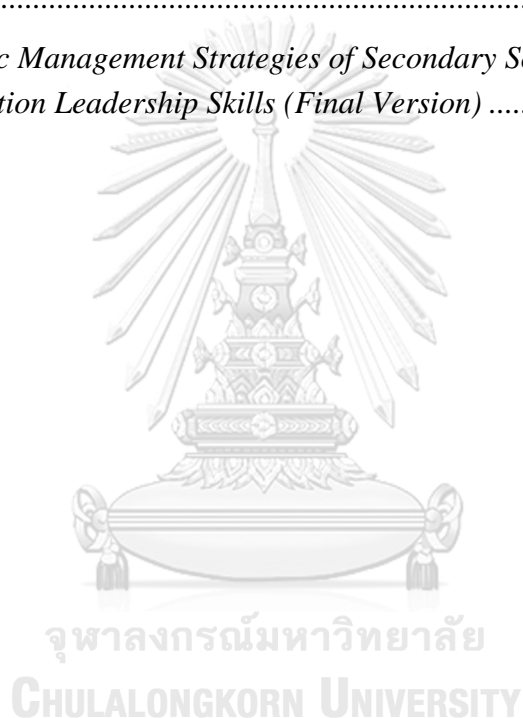 ..........................................................................
c Management Strategies of Secondary Sc
tion Leadership Skills (Final Version) .....
จุฬาลงกรณ์มหาวิทยาลัย
CHULALONGKORN UNIVERSITY